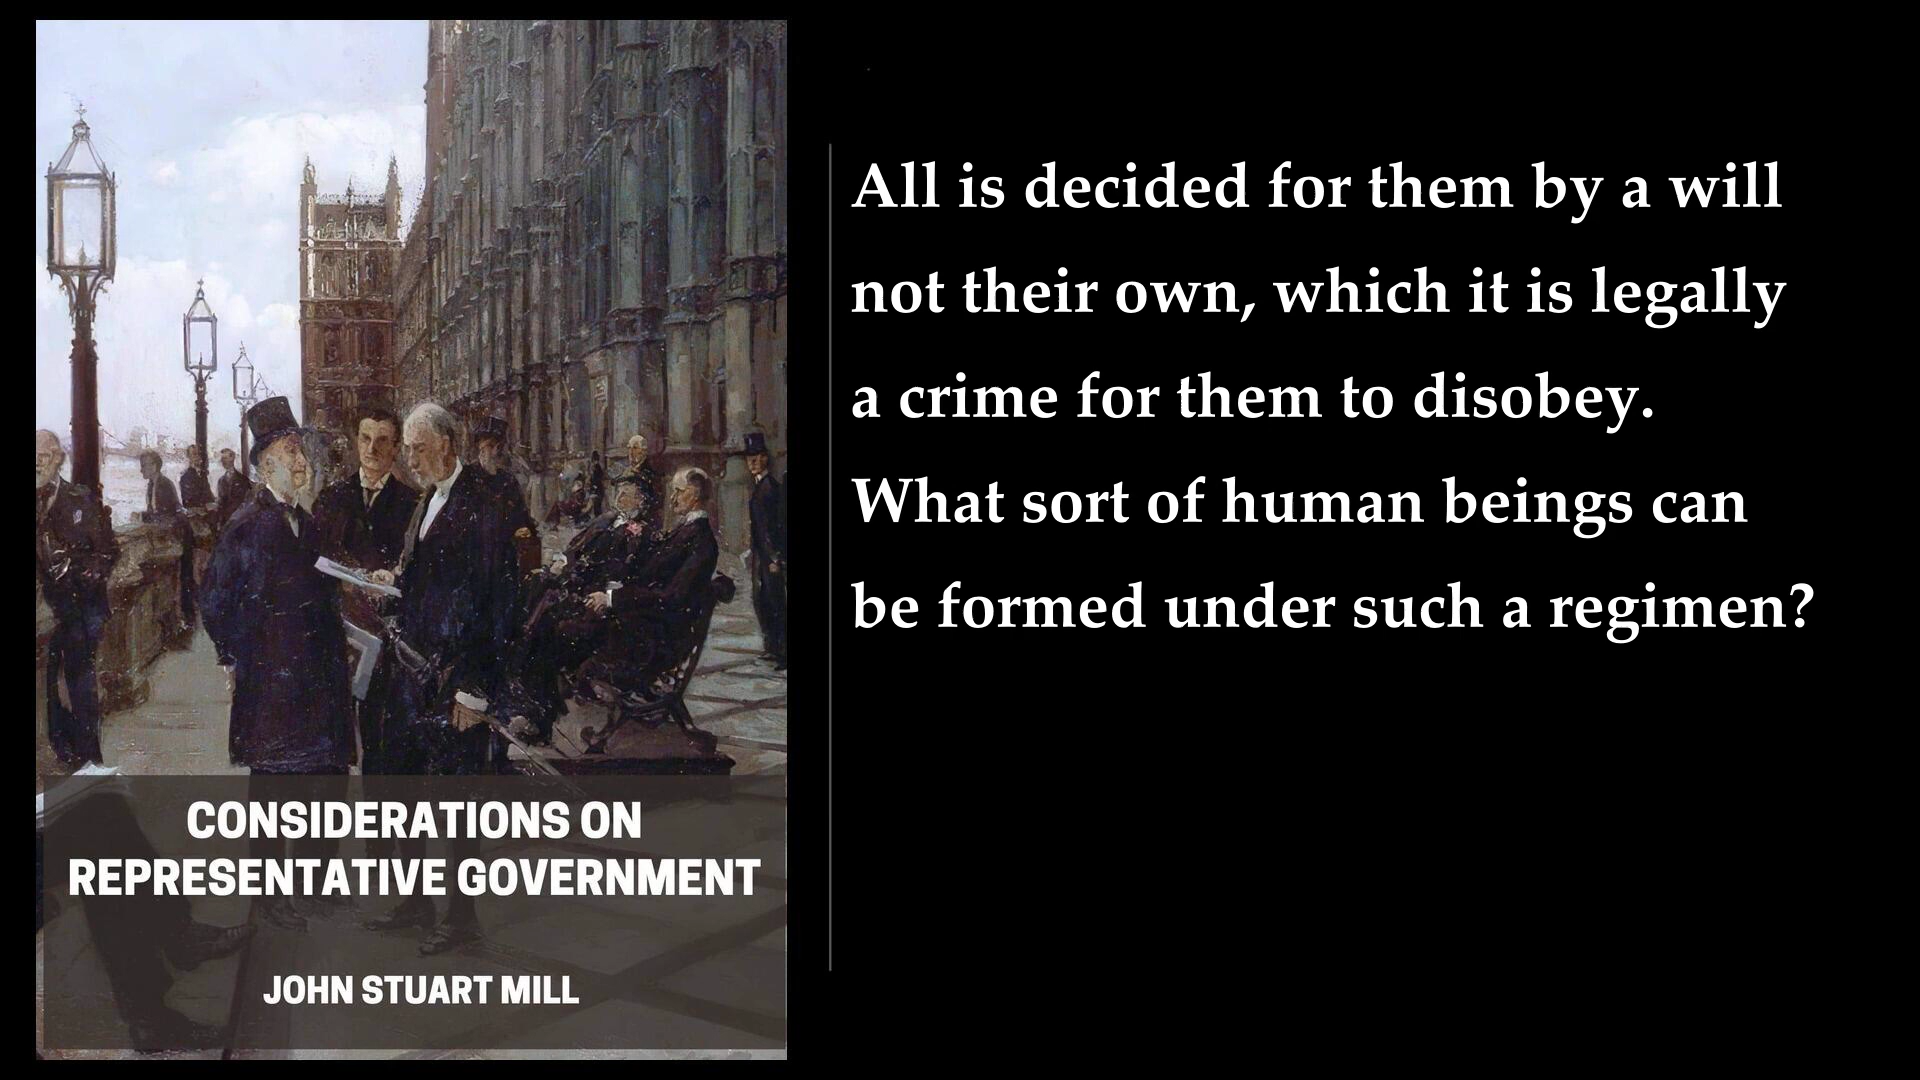 All is decided for them by a will
not their own, which it is legally
a crime for them to disobey.
What sort of human beings can
be formed under such a regimen?
CONSIDERATIONS ON
REPRESENTATIVE GOVERNMENT
JOHN STUART MILL